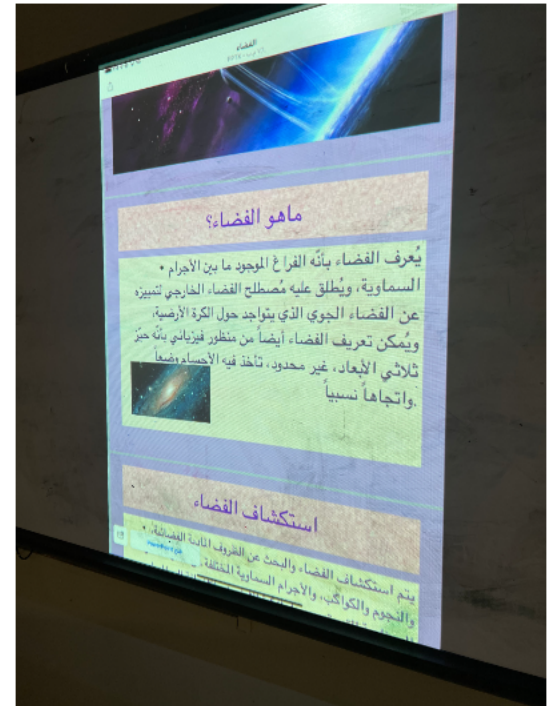 الفضاء
ماهو الفضاء؟
يُعرف الفضاء بأنّه الفراغ الموجود ما بين الأجرام •
السماوية، ويُطلق عليه مُصطلح الفضاء الخارجي لتمييزه
عن الفضاء الجوي الذي يتواجد حول الكرة الأرضية،
ويُمكن تعريف الفضاء أيضاً من منظور فيزيائي بأنّه حيّز
ثلاثي الأبعاد، غير محدود، تأخذ فيه الأجسام وضعاً
.واتجاهاً نسبياً
استكشاف الفضاء
يتم استكشاف الفضاء والبحث عن الظروف
والنجوم والكواكب، والأجرام السماوية المختلفة